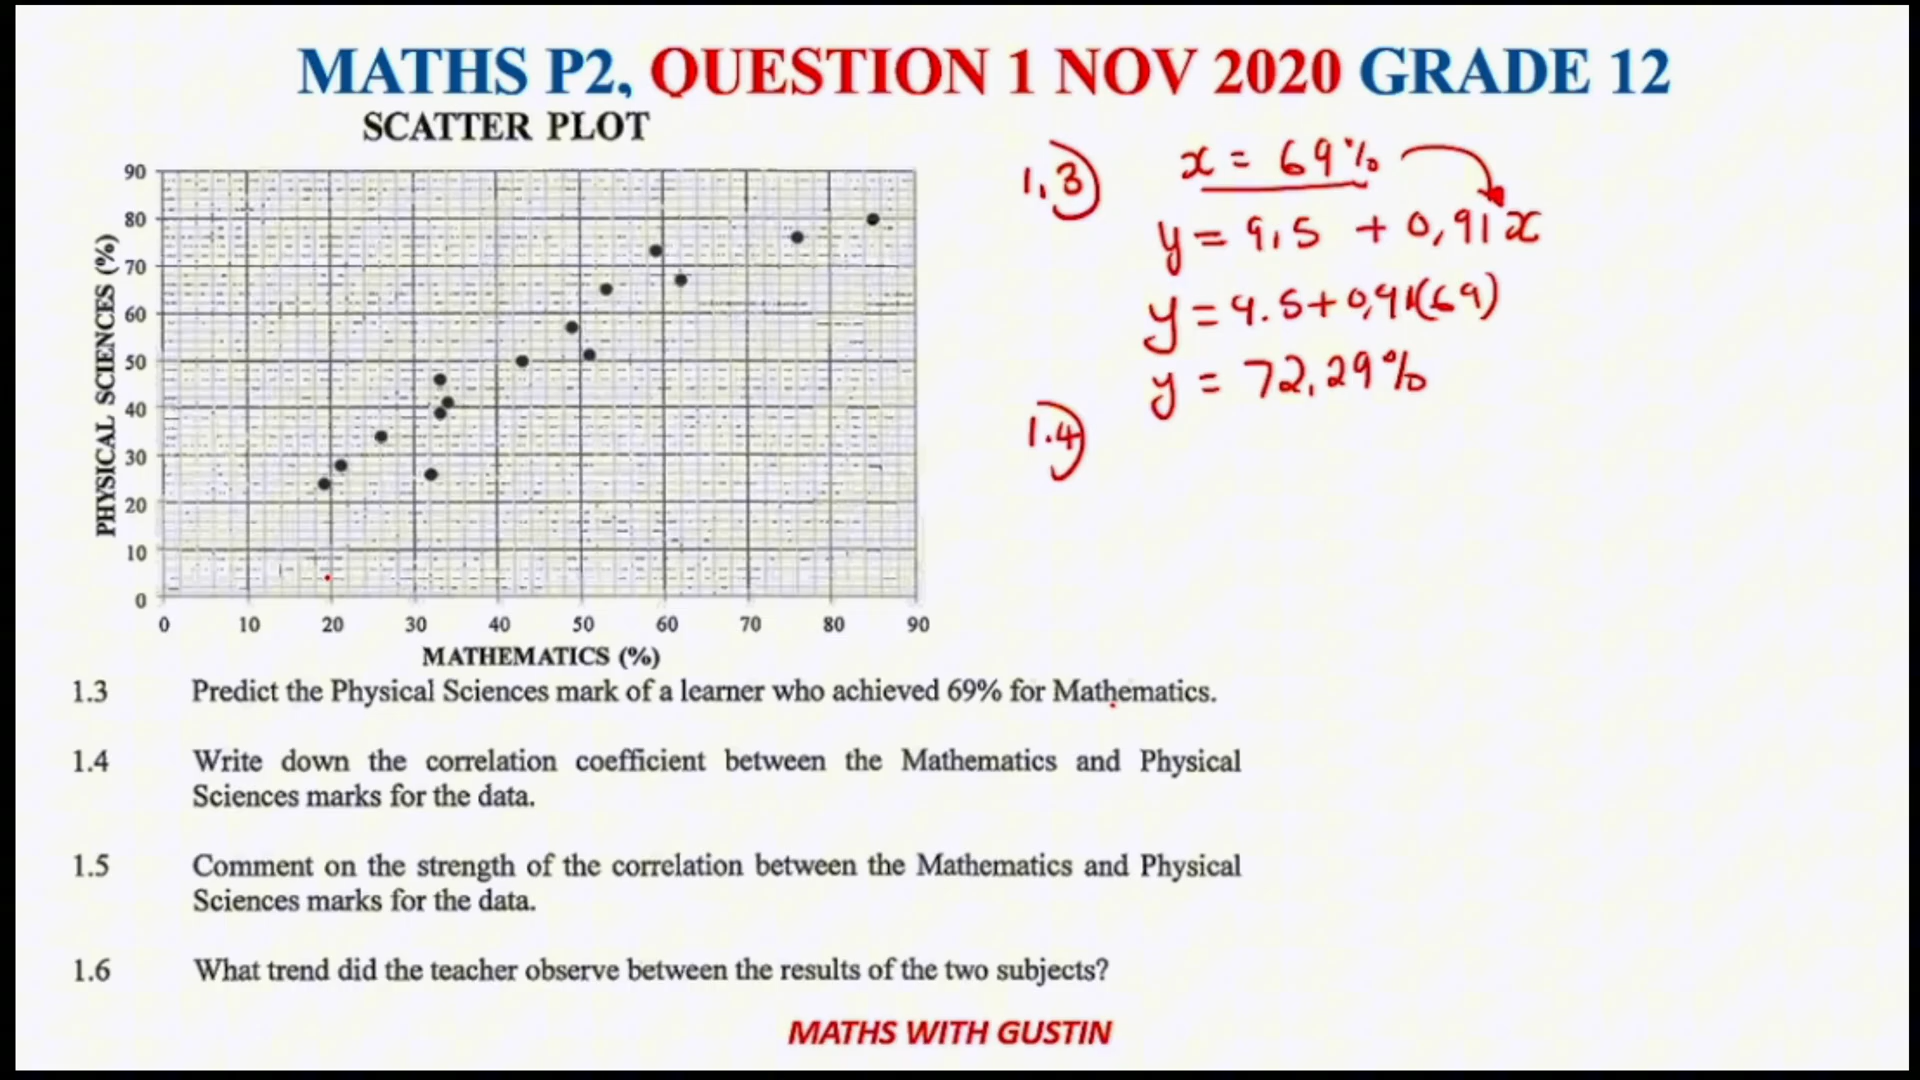 MATHS P2, QUESTION 1 NOV 2020 GRADE 12
SCATTER PLOT
PHYSICAL SCIENCES (%)
90
80
70
60
50
40
30
20
10
0
0 10 20 30 40 50 60 70 80 90
MATHEMATICS (%)
1,3)
x = 69%
y = 9,5 + 0,91x
y = 9.5 + 0,91(69)
y = 72,29%
1.4)
1.3 Predict the Physical Sciences mark of a learner who achieved 69% for Mathematics.
1.4 Write down the correlation coefficient between the Mathematics and Physical
Sciences marks for the data.
1.5 Comment on the strength of the correlation between the Mathematics and Physical
Sciences marks for the data.
1.6 What trend did the teacher observe between the results of the two subjects?
MATHS WITH GUSTIN